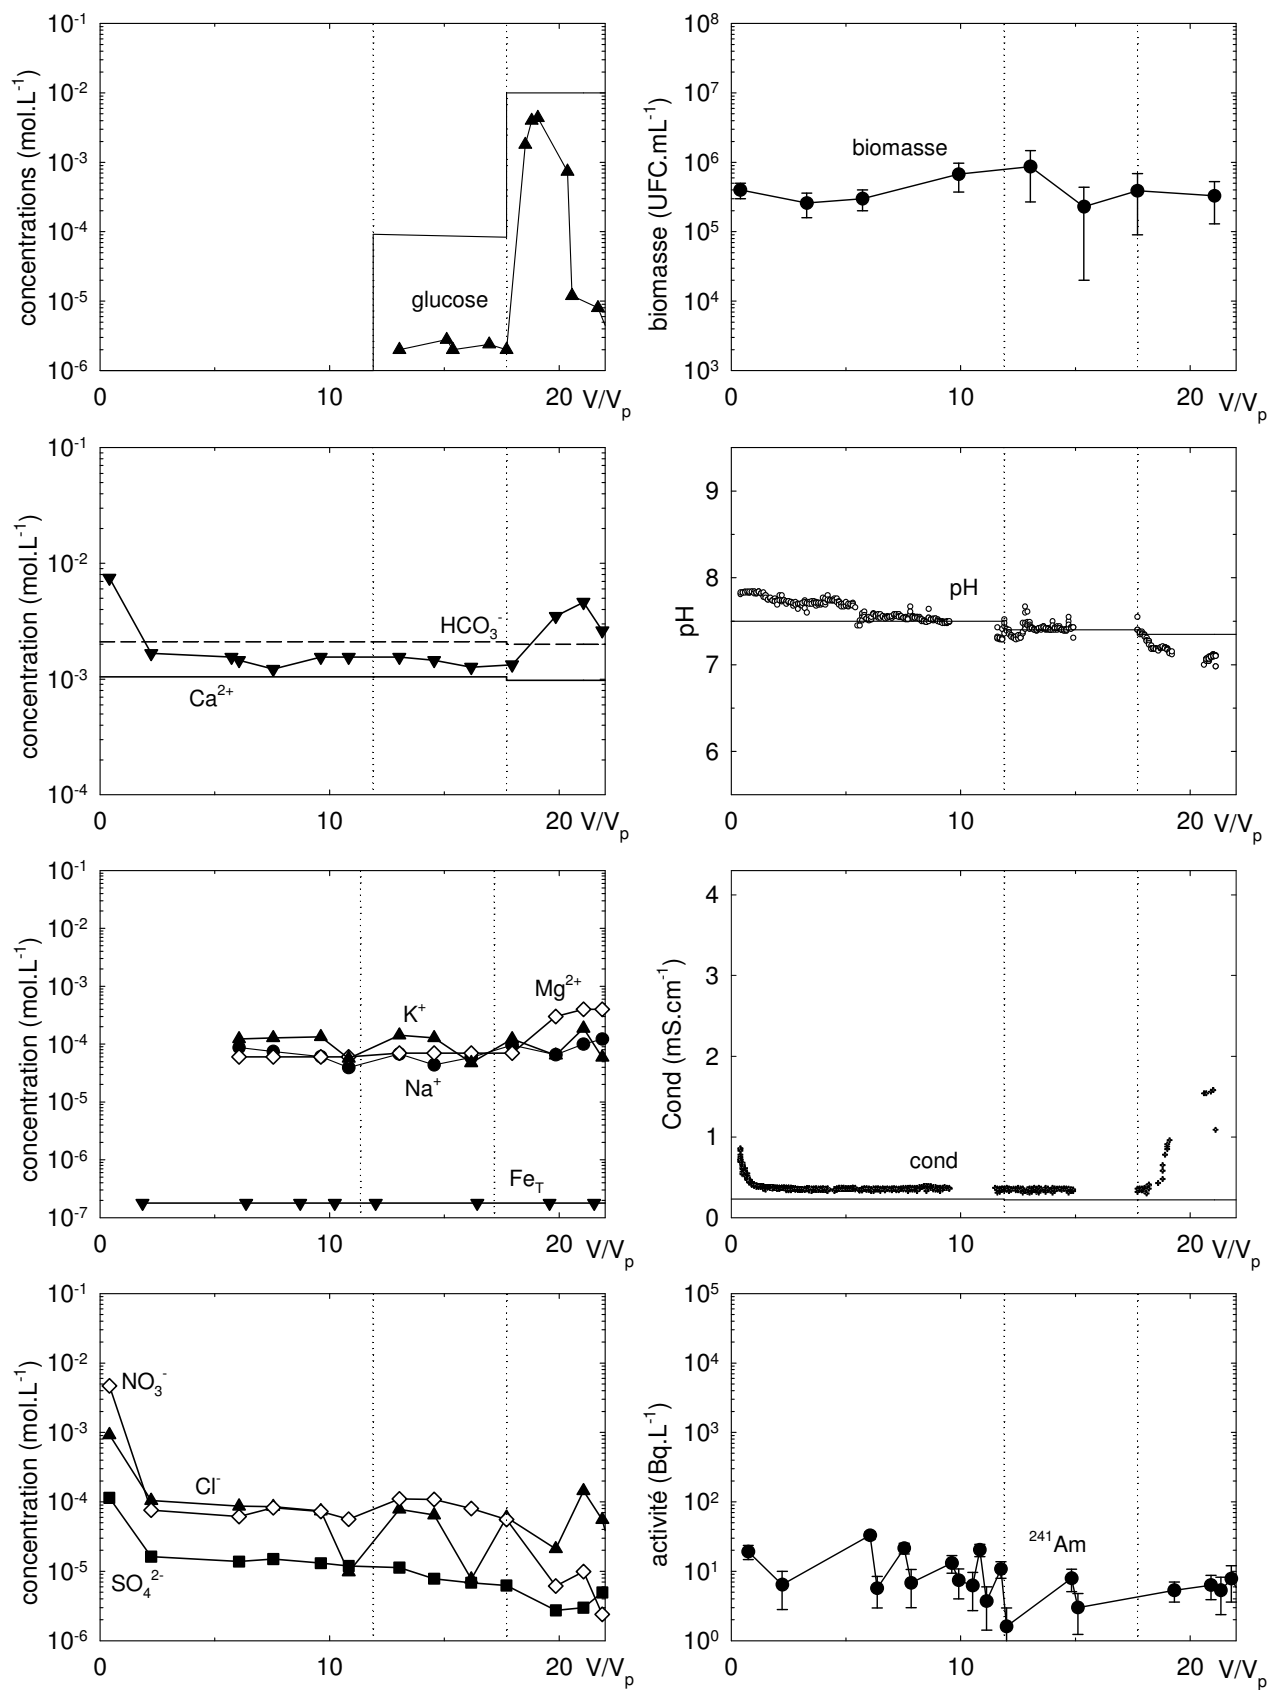 concentrations (mol.L⁻¹)
10⁻¹
10⁻²
10⁻³
10⁻⁴
10⁻⁵
10⁻⁶
glucose
0 10 20 V/Vₚ
biomasse (UFC.mL⁻¹)
10⁸
10⁷
10⁶
10⁵
10⁴
10³
biomasse
0 10 20 V/Vₚ
concentration (mol.L⁻¹)
10⁻¹
10⁻²
10⁻³
10⁻⁴
HCO₃⁻
Ca²⁺
0 10 20 V/Vₚ
pH
9
8
7
6
pH
0 10 20 V/Vₚ
concentration (mol.L⁻¹)
10⁻¹
10⁻²
10⁻³
10⁻⁴
10⁻⁵
10⁻⁶
10⁻⁷
Mg²⁺
K⁺
Na⁺
Fe_T
0 10 20 V/Vₚ
Cond (mS.cm⁻¹)
4
3
2
1
0
cond
0 10 20 V/Vₚ
concentration (mol.L⁻¹)
10⁻¹
10⁻²
10⁻³
10⁻⁴
10⁻⁵
10⁻⁶
NO₃⁻
Cl⁻
SO₄²⁻
0 10 20 V/Vₚ
activité (Bq.L⁻¹)
10⁵
10⁴
10³
10²
10¹
10⁰
²⁴¹Am
0 10 20 V/Vₚ